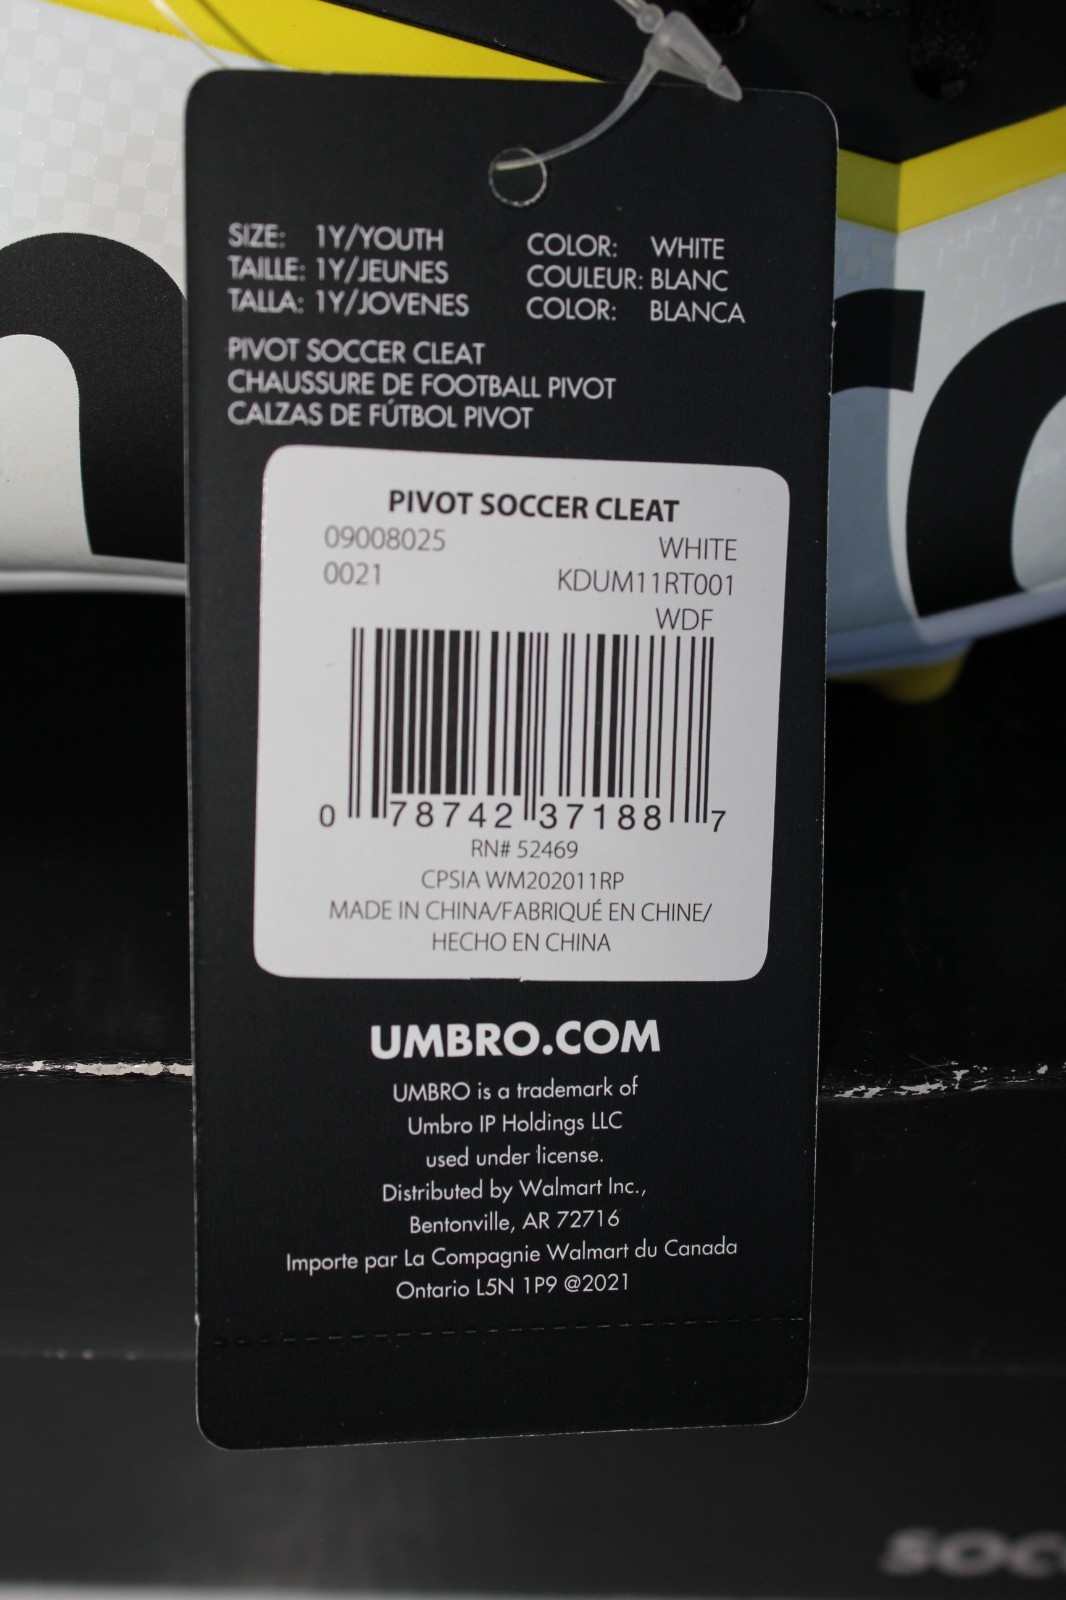 SIZE: 1Y/YOUTH COLOR: WHITE
TAILLE: 1Y/JEUNES COULEUR: BLANC
TALLA: 1Y/JOVENES COLOR: BLANCA
PIVOT SOCCER CLEAT
CHAUSSURE DE FOOTBALL PIVOT
CALZAS DE FÚTBOL PIVOT
PIVOT SOCCER CLEAT
09008025 WHITE
0021 KDUM11RT001
WDF
0 78742 37188 7
RN# 52469
CPSIA WM202011RP
MADE IN CHINA/FABRIQUÉ EN CHINE/
HECHO EN CHINA
UMBRO.COM
UMBRO is a trademark of
Umbro IP Holdings LLC
used under license.
Distributed by Walmart Inc.,
Bentonville, AR 72716
Importe par La Compagnie Walmart du Canada
Ontario L5N 1P9 @2021